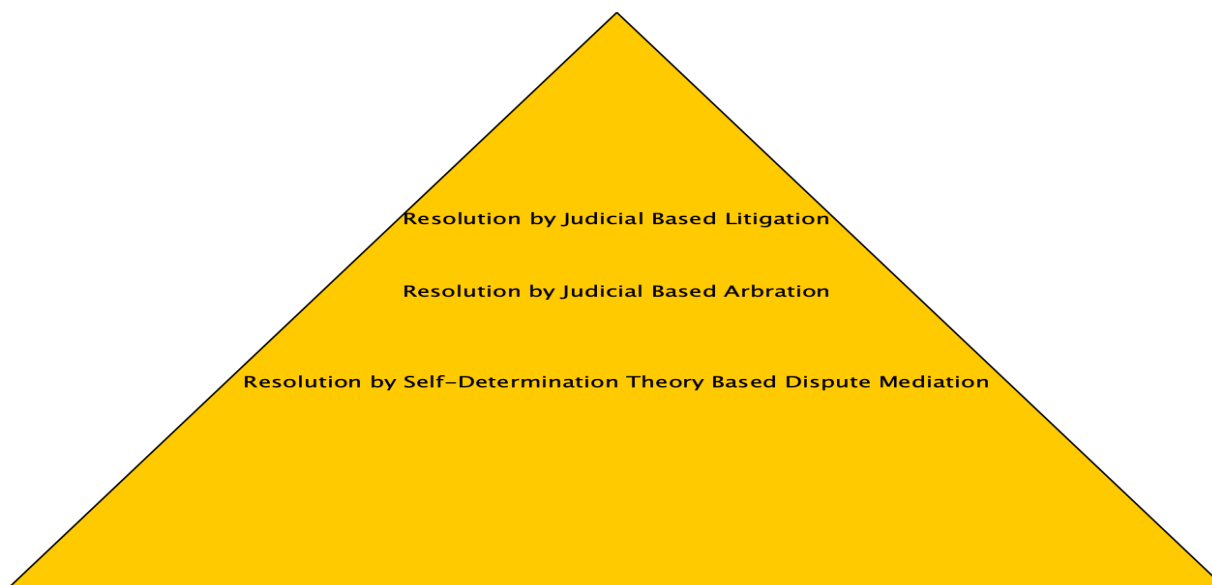 Resolution by Judicial Based Litigation
Resolution by Judicial Based Arbration
Resolution by Self-Determination Theory Based Dispute Mediation